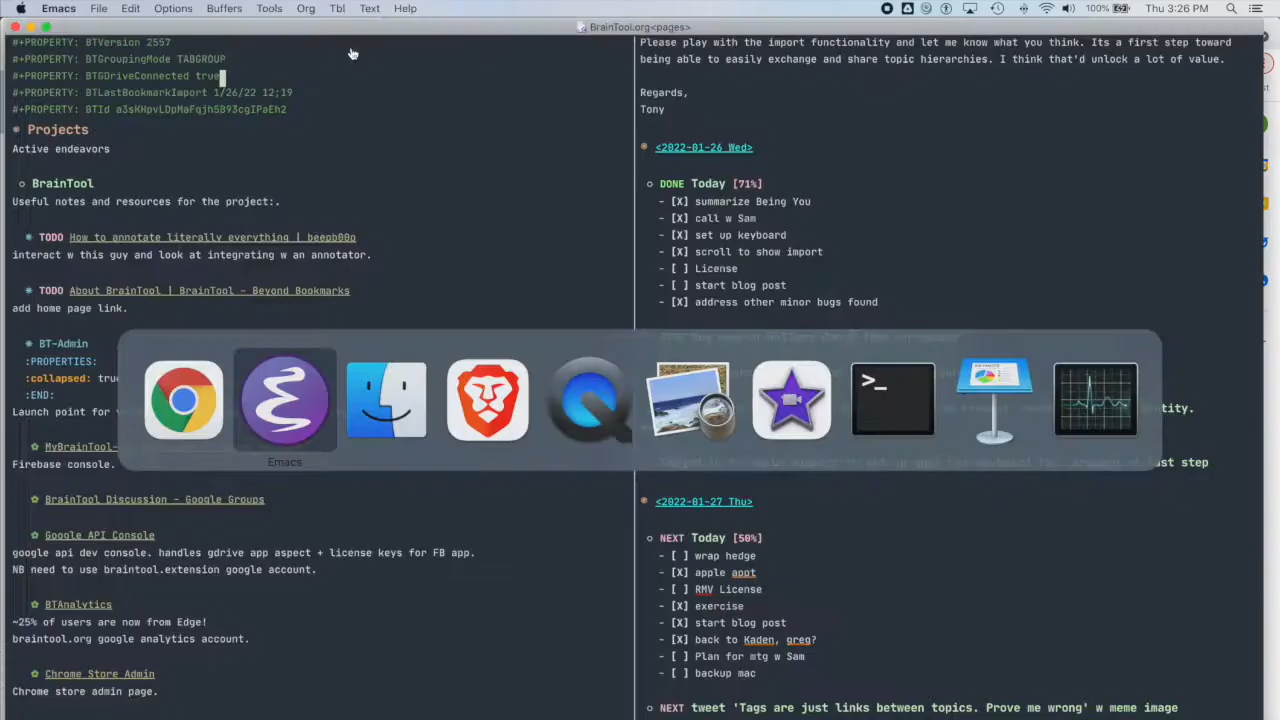 Emacs File Edit Options Buffers Tools Org Tbl Text Help 100% Thu 3:26 PM
BrainTool.org<pages>
#+PROPERTY: BTVersion 2557
#+PROPERTY: BTGroupingMode TABGROUP
#+PROPERTY: BTGDriveConnected true
#+PROPERTY: BTLastBookmarkImport 1/26/22 12;19
#+PROPERTY: BTId a3sKHpvLDpMaFqjh5B93cgIPaEh2
Projects
Active endeavors
BrainTool
Useful notes and resources for the project:.
TODO How to annotate literally everything | beepb00p
interact w this guy and look at integrating w an annotator.
TODO About BrainTool | BrainTool - Beyond Bookmarks
add home page link.
BT-Admin
:PROPERTIES:
:collapsed: true
:END:
Launch point for
MyBrainTool-
Firebase console.
BrainTool Discussion - Google Groups
Google API Console
google api dev console. handles gdrive app aspect + license keys for FB app.
NB need to use braintool.extension google account.
BTAnalytics
~25% of users are now from Edge!
braintool.org google analytics account.
Chrome Store Admin
Chrome store admin page.
Please play with the import functionality and let me know what you think. Its a first step toward
being able to easily exchange and share topic hierarchies. I think that'd unlock a lot of value.
Regards,
Tony
<2022-01-26 Wed>
DONE Today [71%]
- [X] summarize Being You
- [X] call w Sam
- [X] set up keyboard
- [X] scroll to show import
- [ ] License
- [ ] start blog post
- [X] address other minor bugs found
Emacs
<2022-01-27 Thu>
NEXT Today [50%]
- [ ] wrap hedge
- [X] apple appt
- [ ] RMV License
- [X] exercise
- [X] start blog post
- [X] back to Kaden, greg?
- [ ] Plan for mtg w Sam
- [ ] backup mac
NEXT tweet 'Tags are just links between topics. Prove me wrong' w meme image